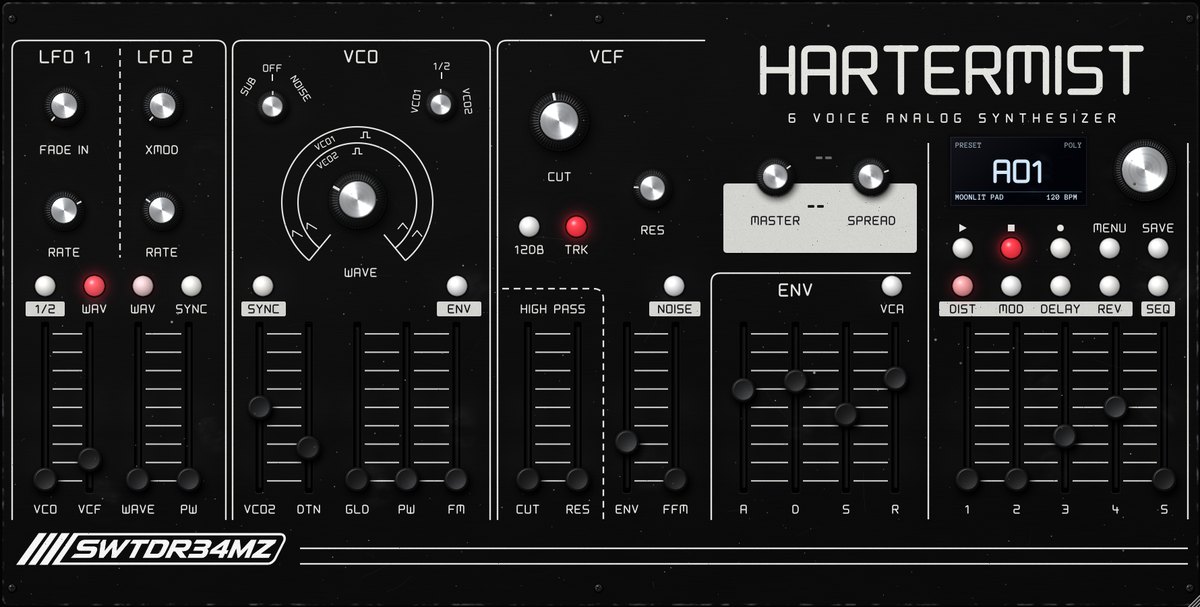 LFO 1
LFO 2
FADE IN
XMOD
RATE
RATE
1/2
WAV
WAV
SYNC
VCO
VCF
WAVE
PW
VCO
SUB
OFF
NOISE
VCO1
1/2
VCO2
VCO1
VCO2
WAVE
SYNC
ENV
VCO2
DTN
GLD
PW
FM
VCF
CUT
RES
12DB
TRK
HIGH PASS
NOISE
CUT
RES
ENV
FFM
HARTERMIST
6 VOICE ANALOG SYNTHESIZER
--
--
MASTER
SPREAD
ENV
VCA
A
D
S
R
PRESET
POLY
A01
MOONLIT PAD
120 BPM
MENU
SAVE
DIST
MOD
DELAY
REV
SEQ
1
2
3
4
5
SWTDR34MZ